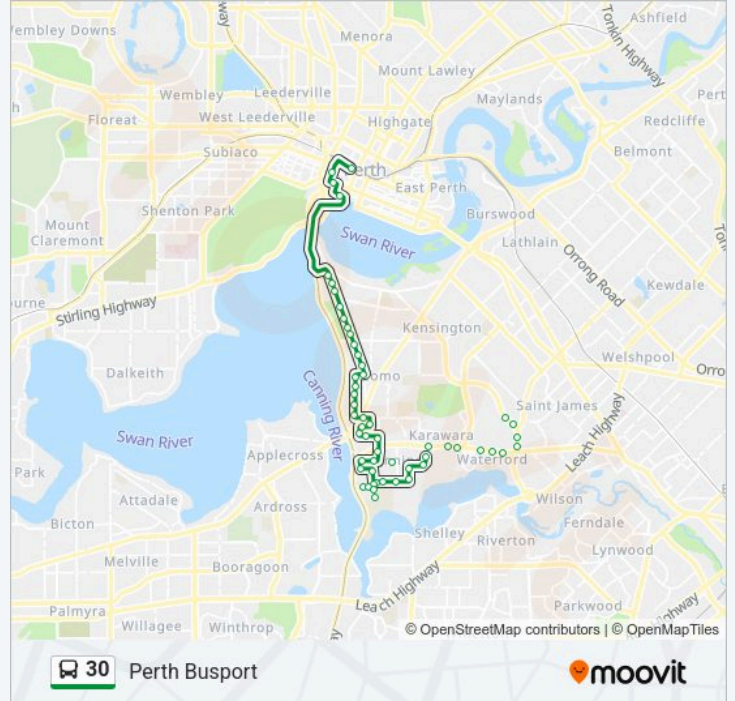 Ashfield
Wembley Downs
Menora
Tonkin Highway
Mount Lawley
Wembley
Leederville
Maylands
Floreat
West Leederville
Highgate
Redcliffe
Subiaco
Belmont
Perth
East Perth
Shenton Park
Burswood
Mount
Claremont
Swan River
Lathlain
Orrong Road
Kewdale
Stirling Highway
Kensington
Welshpool
Dalkeith
Canning River
Saint James
Leach Highway
Swan River
Karawara
Applecross
Waterford
Park
Attadale
Ardross
Wilson
Bicton
Shelley
Riverton
Ferndale
Lynwood
Melville
Booragoon
Leach Highway
Palmyra
Parkwood
Willagee
Winthrop
© OpenStreetMap contributors | © OpenMapTiles
30 Perth Busport
moovit